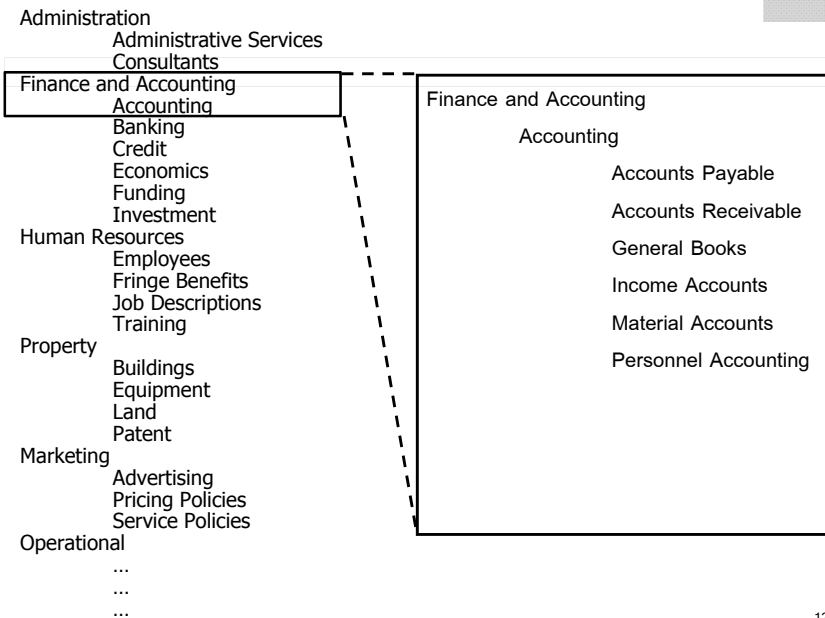 Administration
Administrative Services
Consultants
Finance and Accounting
Accounting
Banking
Credit
Economics
Funding
Investment
Human Resources
Employees
Fringe Benefits
Job Descriptions
Training
Property
Buildings
Equipment
Land
Patent
Marketing
Advertising
Pricing Policies
Service Policies
Operational
...
...
...
Finance and Accounting
Accounting
Accounts Payable
Accounts Receivable
General Books
Income Accounts
Material Accounts
Personnel Accounting